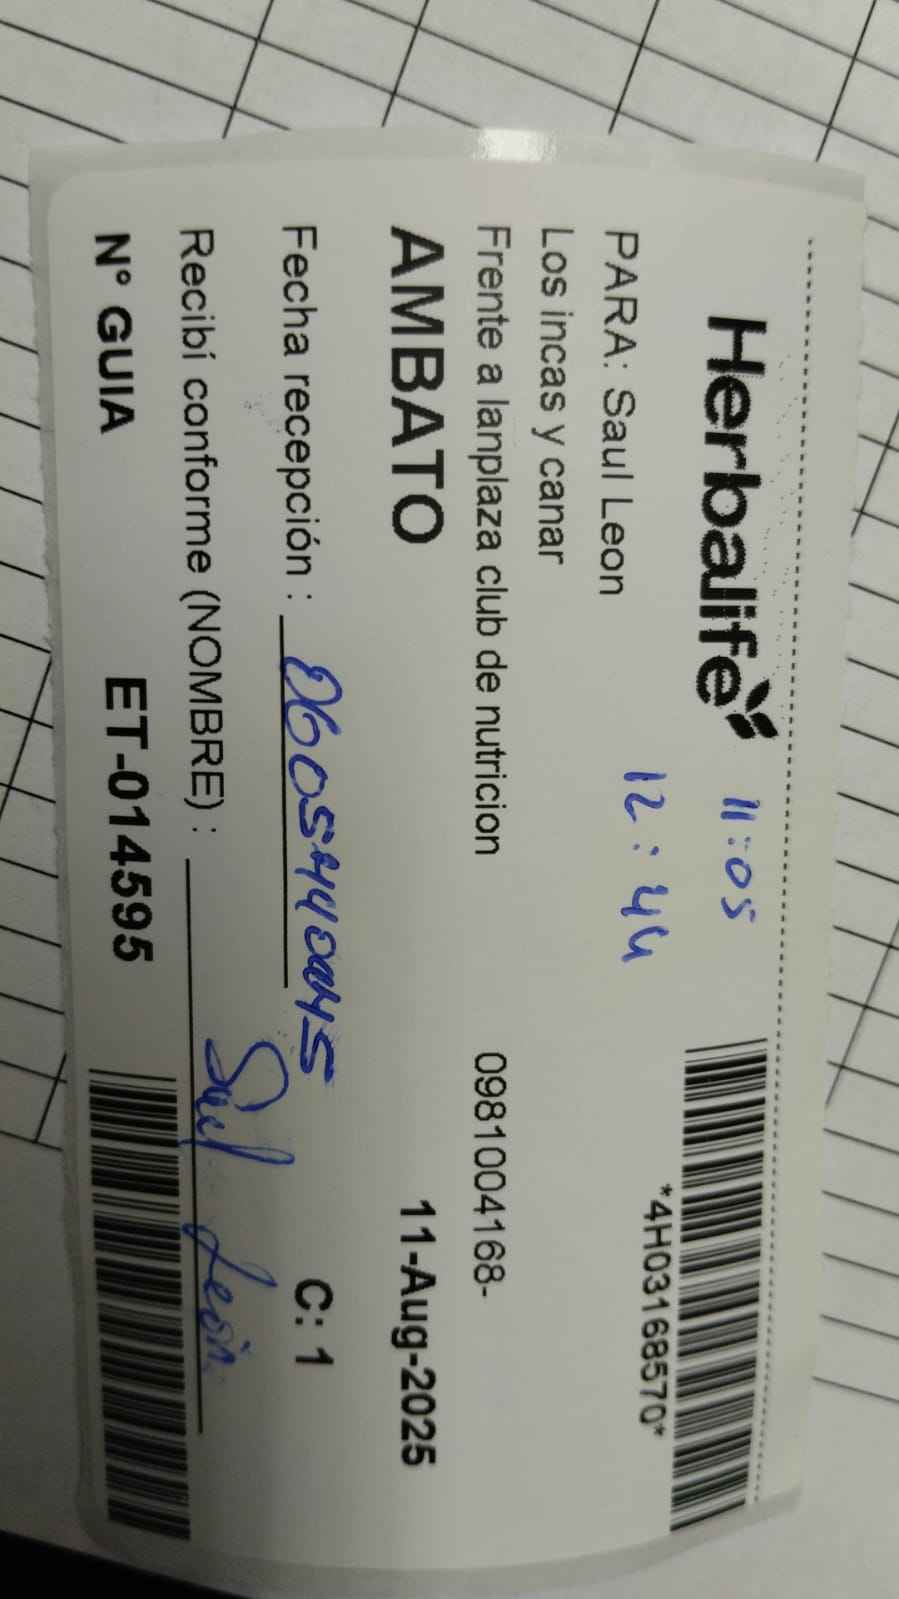 Herbalife
11:05
*4H03168570*
PARA: Saul Leon
12:44
Los incas y canar
Frente a lanplaza club de nutricion 0981004168-
AMBATO 11-Aug-2025
Fecha recepción : C: 1
Recibí conforme (NOMBRE) : Saul León
N° GUIA ET-014595